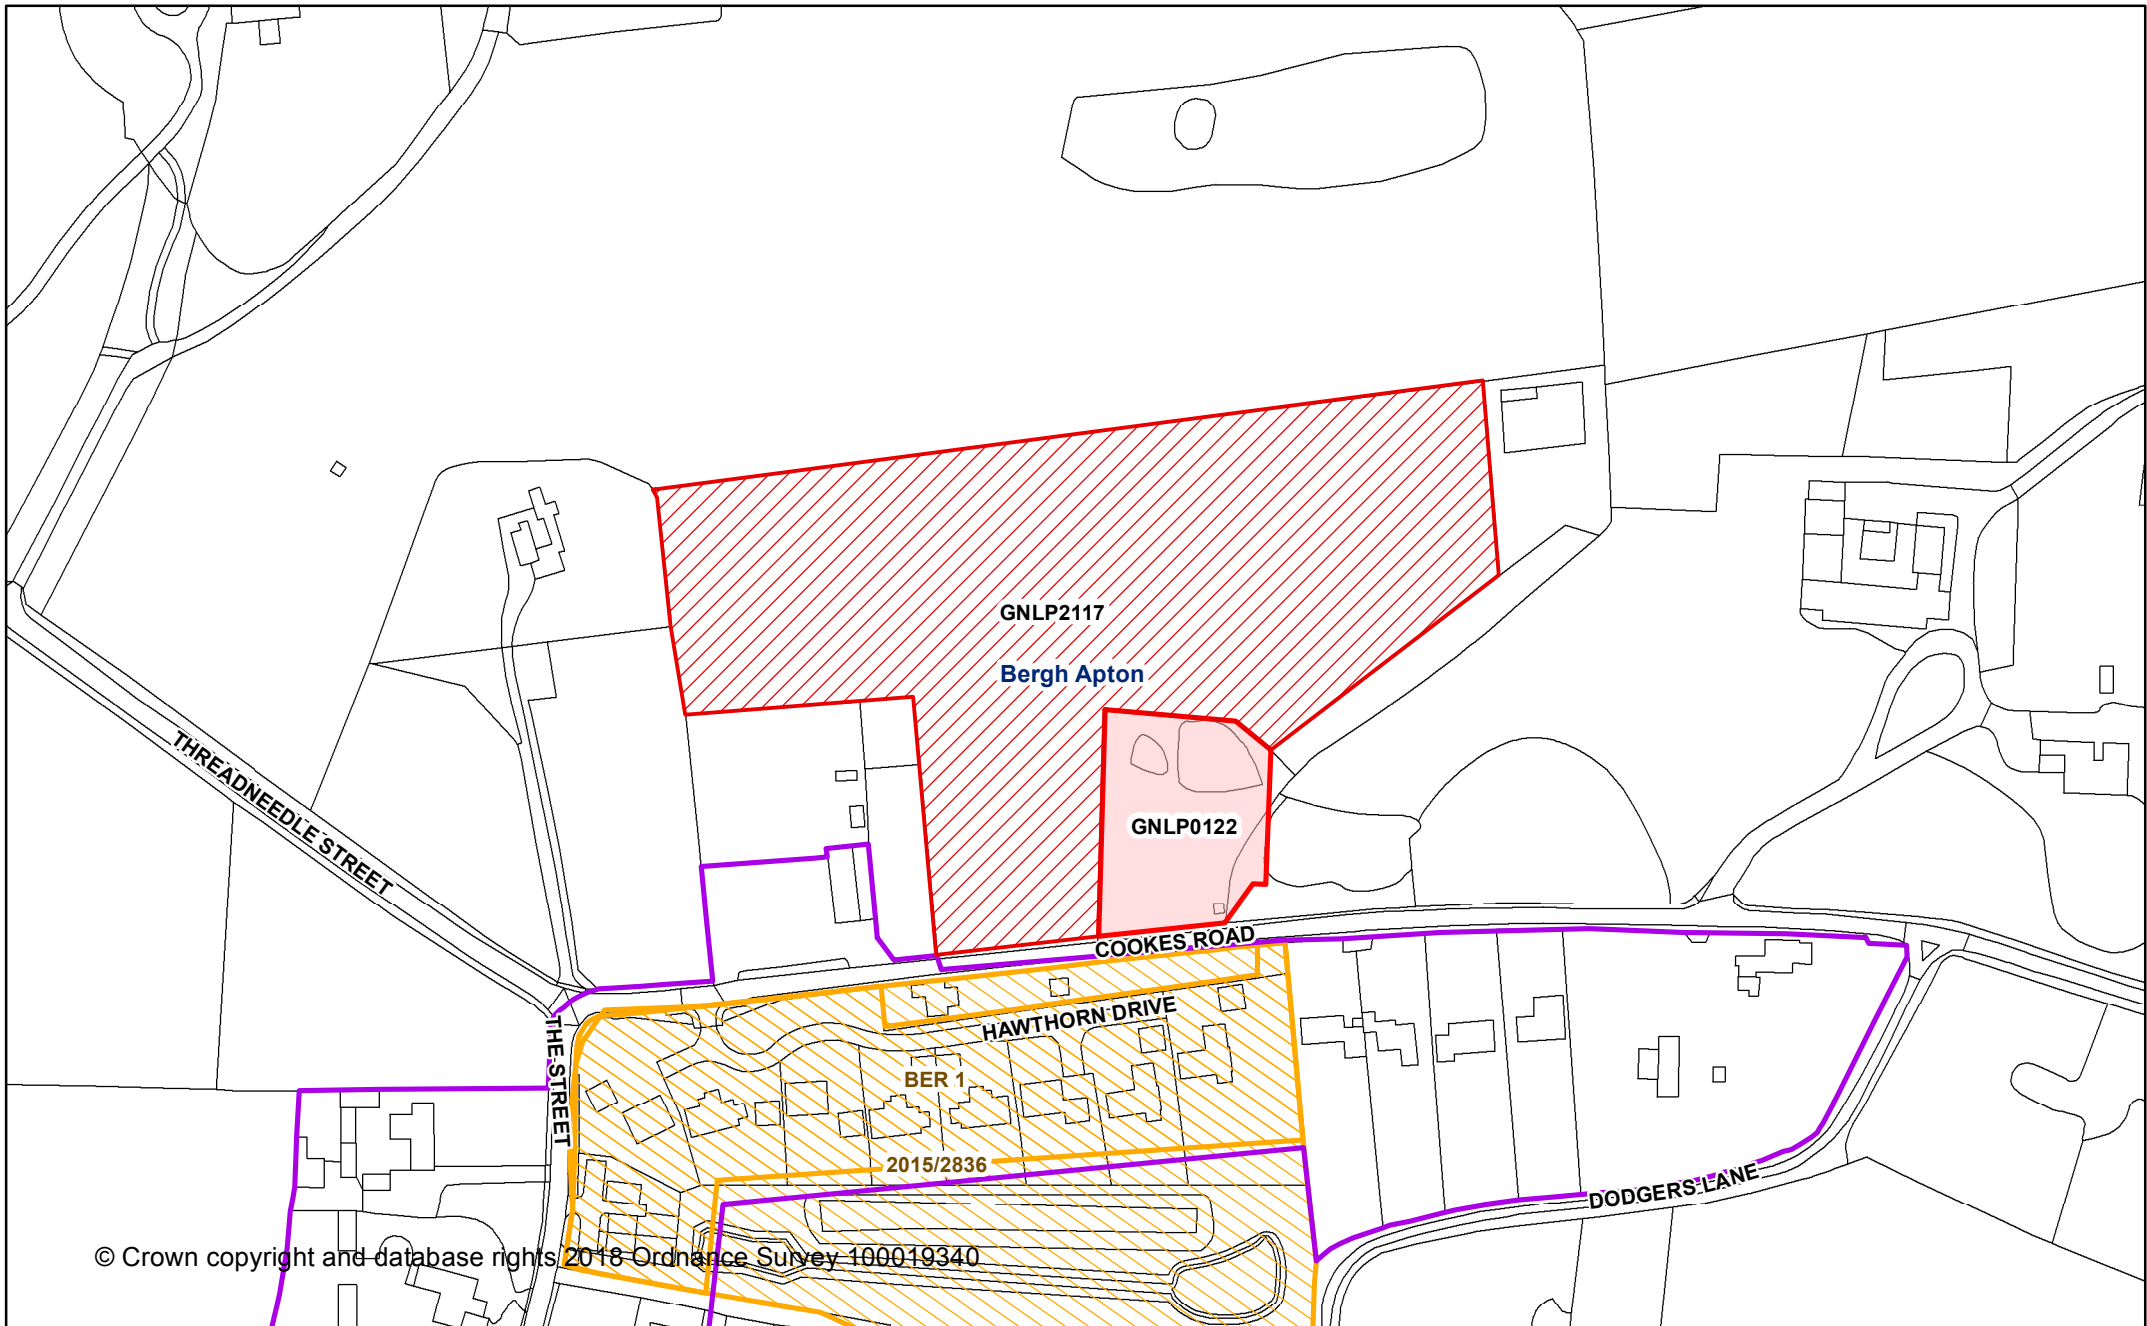 GNLP2117
Bergh Apton
THREADNEEDLE STREET
GNLP0122
COOKES ROAD
HAWTHORN DRIVE
THE STREET
BER 1
2015/2836
DODGERS LANE
© Crown copyright and database rights 2018 Ordnance Survey 100019340